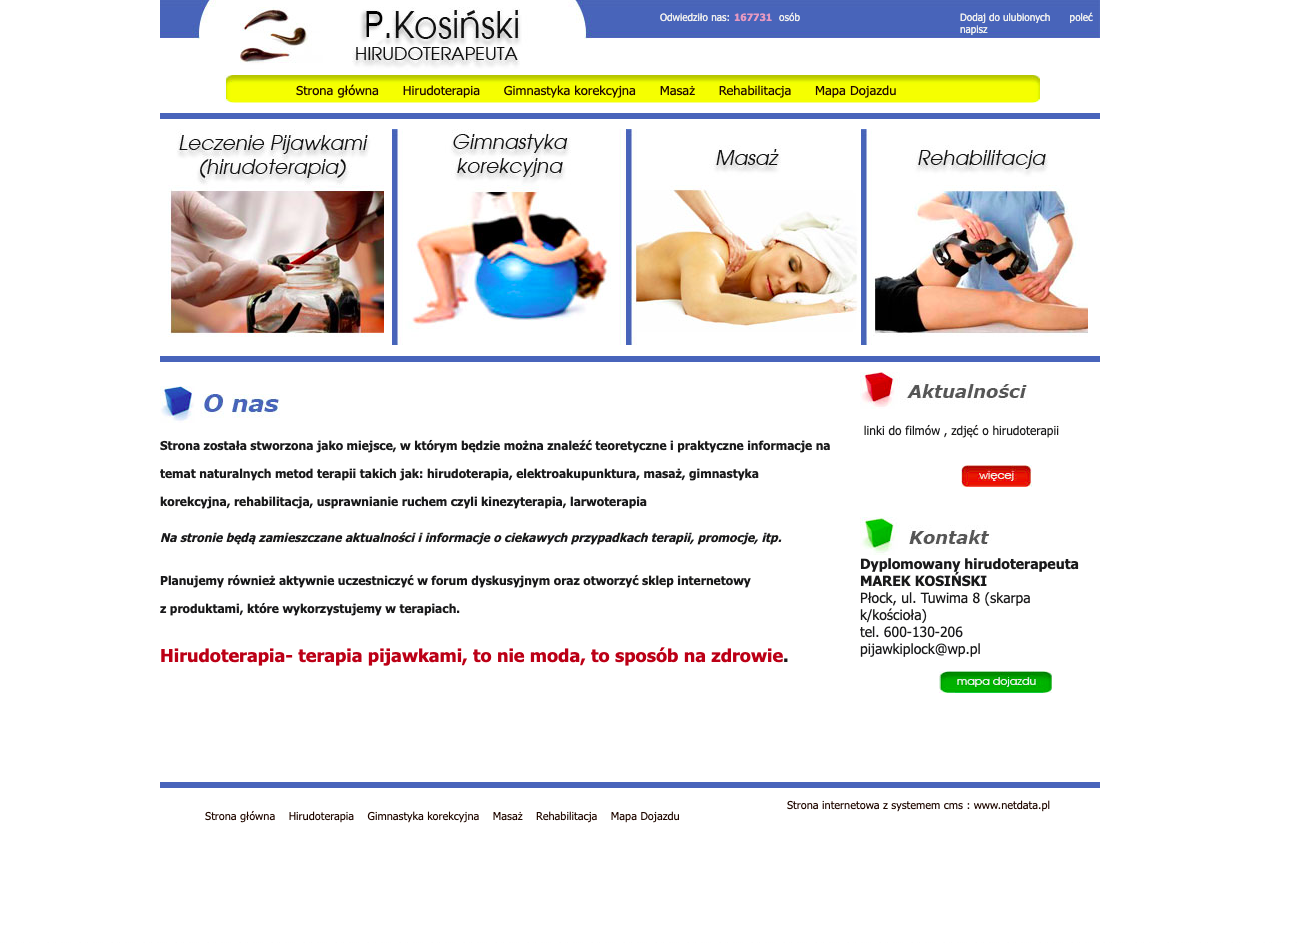 P.Kosiński
HIRUDOTERAPEUTA
Odwiedziło nas: 167731 osób
Dodaj do ulubionych poleć
napisz
Strona główna Hirudoterapia Gimnastyka korekcyjna Masaż Rehabilitacja Mapa Dojazdu
Leczenie Pijawkami
(hirudoterapia)
Gimnastyka
korekcyjna
Masaż
Rehabilitacja
O nas
Strona została stworzona jako miejsce, w którym będzie można znaleźć teoretyczne i praktyczne informacje na
temat naturalnych metod terapii takich jak: hirudoterapia, elektroakupunktura, masaż, gimnastyka
korekcyjna, rehabilitacja, usprawnianie ruchem czyli kinezyterapia, larwoterapia
Na stronie będą zamieszczane aktualności i informacje o ciekawych przypadkach terapii, promocje, itp.
Planujemy również aktywnie uczestniczyć w forum dyskusyjnym oraz otworzyć sklep internetowy
z produktami, które wykorzystujemy w terapiach.
Hirudoterapia- terapia pijawkami, to nie moda, to sposób na zdrowie.
Aktualności
linki do filmów , zdjęć o hirudoterapii
więcej
Kontakt
Dyplomowany hirudoterapeuta
MAREK KOSIŃSKI
Płock, ul. Tuwima 8 (skarpa
k/kościoła)
tel. 600-130-206
pijawkiplock@wp.pl
mapa dojazdu
Strona internetowa z systemem cms : www.netdata.pl
Strona główna Hirudoterapia Gimnastyka korekcyjna Masaż Rehabilitacja Mapa Dojazdu